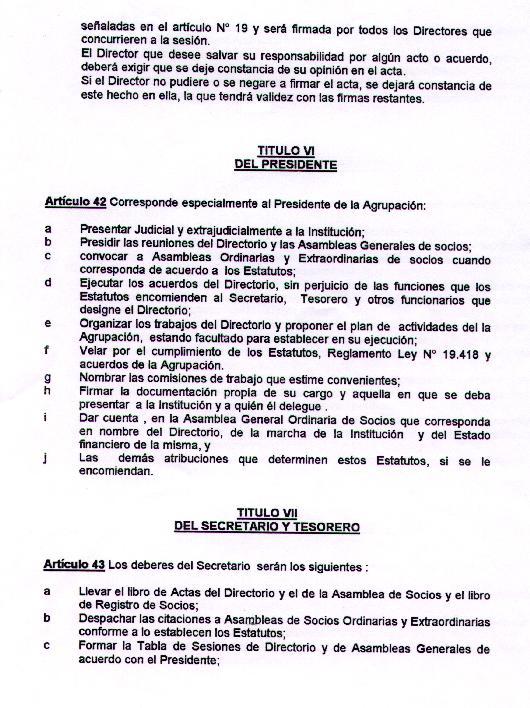 señaladas en el artículo Nº 19 y será firmada por todos los Directores que
concurrieren a la sesión.
El Director que desee salvar su responsabilidad por algún acto o acuerdo,
deberá exigir que se deje constancia de su opinión en el acta.
Si el Director no pudiere o se negare a firmar el acta, se dejará constancia de
este hecho en ella, la que tendrá validez con las firmas restantes.
TITULO VI
DEL PRESIDENTE
Artículo 42 Corresponde especialmente al Presidente de la Agrupación:
a Presentar Judicial y extrajudicialmente a la Institución;
b Presidir las reuniones del Directorio y las Asambleas Generales de socios;
c convocar a Asambleas Ordinarias y Extraordinarias de socios cuando
corresponda de acuerdo a los Estatutos;
d Ejecutar los acuerdos del Directorio, sin perjuicio de las funciones que los
Estatutos encomienden al Secretario, Tesorero y otros funcionarios que
designe el Directorio;
e Organizar los trabajos del Directorio y proponer el plan de actividades del la
Agrupación, estando facultado para establecer en su ejecución;
f Velar por el cumplimiento de los Estatutos, Reglamento Ley Nº 19.418 y
acuerdos de la Agrupación.
g Nombrar las comisiones de trabajo que estime convenientes;
h Firmar la documentación propia de su cargo y aquella en que se deba
presentar a la Institución y a quién él delegue .
i Dar cuenta , en la Asamblea General Ordinaria de Socios que corresponda
en nombre del Directorio, de la marcha de la Institución y del Estado
financiero de la misma, y
j Las demás atribuciones que determinen estos Estatutos, si se le
encomiendan.
TITULO VII
DEL SECRETARIO Y TESORERO
Artículo 43 Los deberes del Secretario serán los siguientes :
a Llevar el libro de Actas del Directorio y el de la Asamblea de Socios y el libro
de Registro de Socios;
b Despachar las citaciones a Asambleas de Socios Ordinarias y Extraordinarias
conforme a lo establecen los Estatutos;
c Formar la Tabla de Sesiones de Directorio y de Asambleas Generales de
acuerdo con el Presidente;